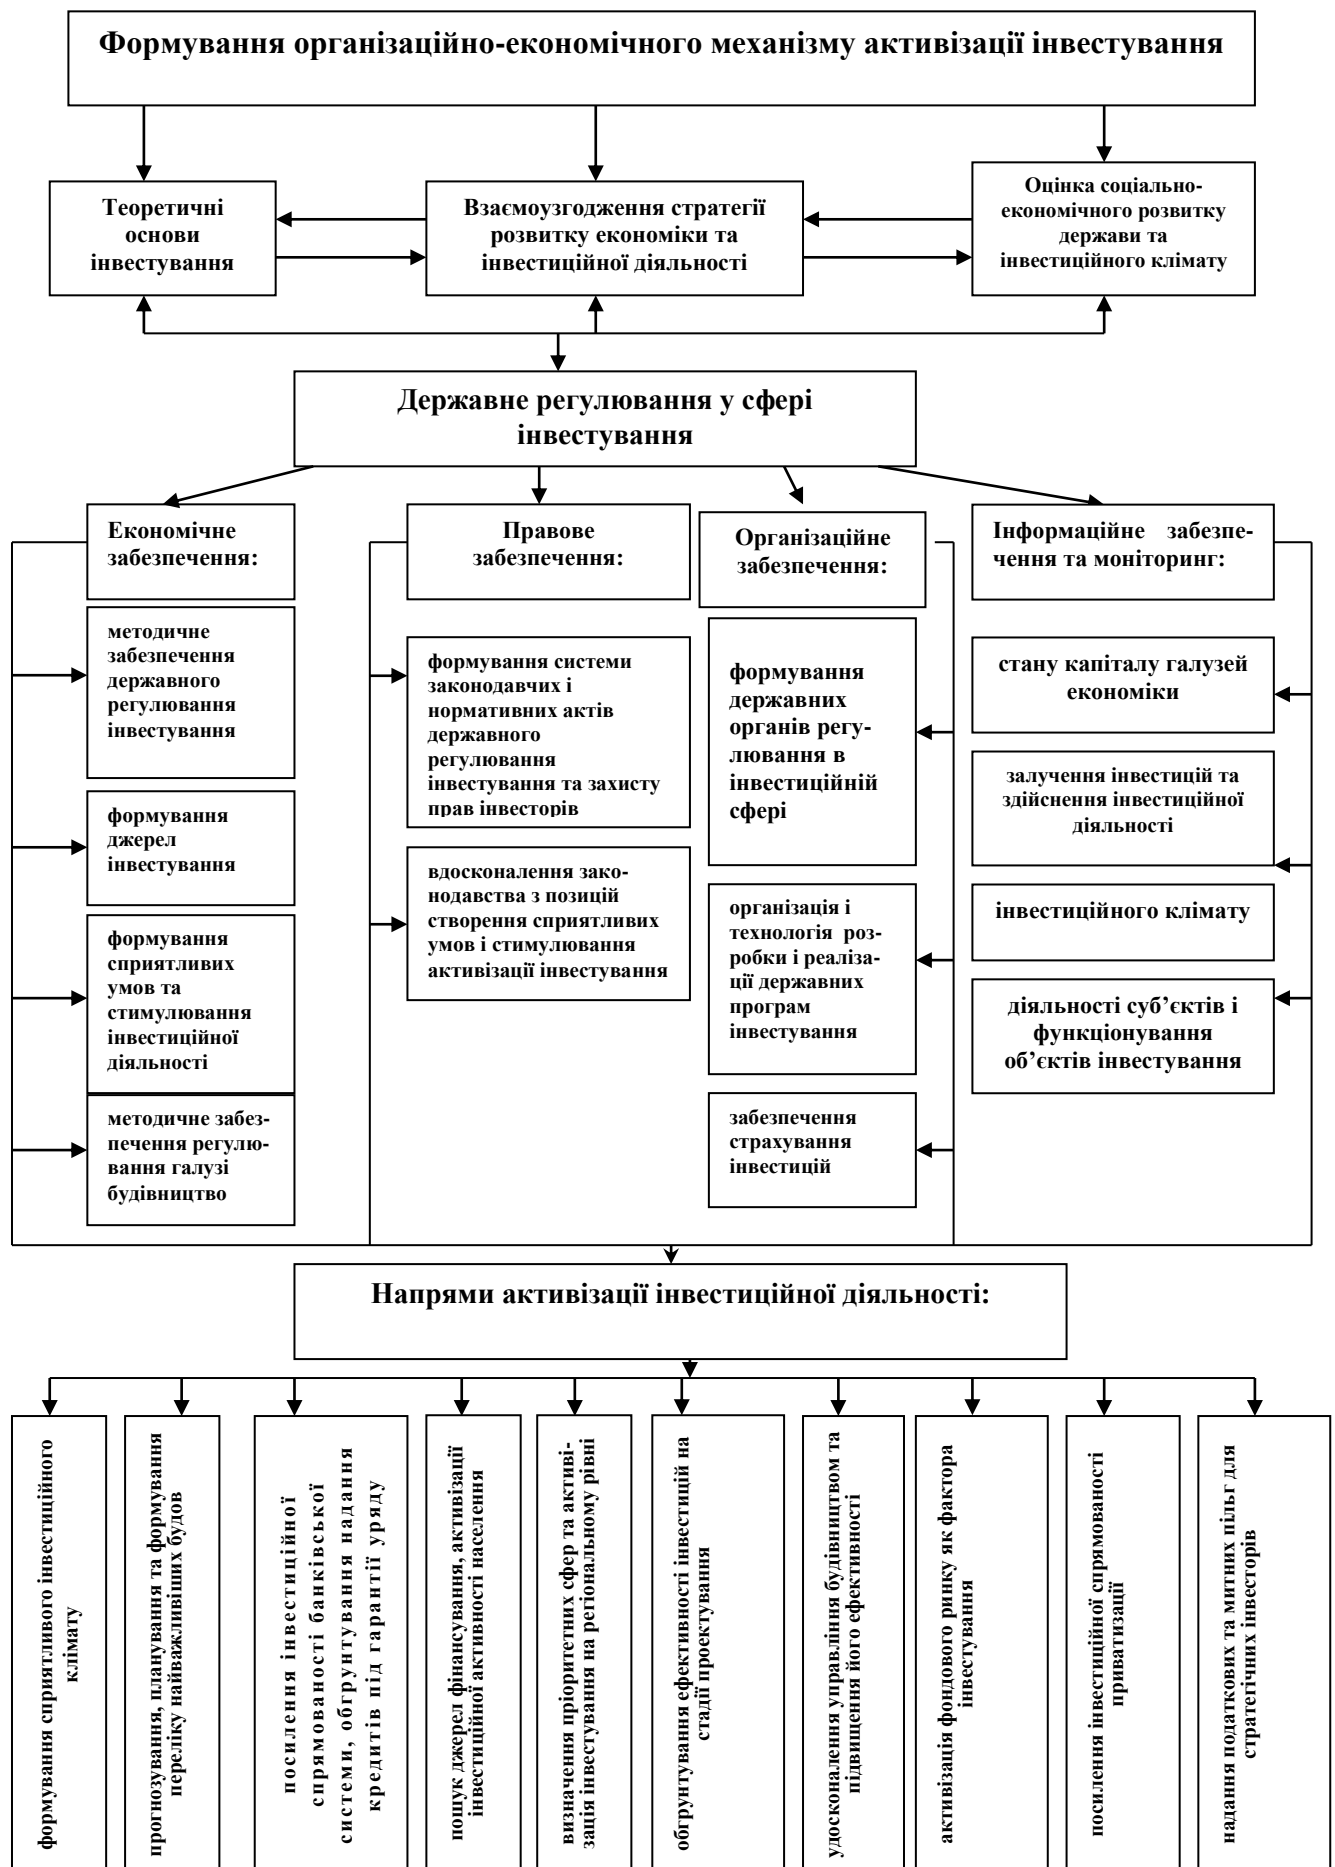 Формування організаційно-економічного механізму активізації інвестування
Теоретичні
основи
інвестування
Взаємоузгодження стратегії
розвитку економіки та
інвестиційної діяльності
Оцінка соціально-
економічного розвитку
держави та
інвестиційного клімату
Державне регулювання у сфері
інвестування
Економічне
забезпечення:
методичне
забезпечення
державного
регулювання
інвестування
формування
джерел
інвестування
формування
сприятливих
умов та
стимулювання
інвестиційної
діяльності
методичне забез-
печення регулю-
вання галузі
будівництво
Правове
забезпечення:
формування системи
законодавчих і
нормативних актів
державного
регулювання
інвестування та захисту
прав інвесторів
вдосконалення зако-
нодавства з позицій
створення сприятливих
умов і стимулювання
активізації інвестування
Організаційне
забезпечення:
формування
державних
органів регу-
лювання в
інвестиційній
сфері
організація і
технологія роз-
робки і реаліза-
ції державних
програм
інвестування
забезпечення
страхування
інвестицій
Інформаційне забезпе-
чення та моніторинг:
стану капіталу галузей
економіки
залучення інвестицій та
здійснення інвестиційної
діяльності
інвестиційного клімату
діяльності суб’єктів і
функціонування
об’єктів інвестування
Напрями активізації інвестиційної діяльності:
формування сприятливого інвестиційного
клімату
прогнозування, планування та формування
переліку найважливіших будов
посилення інвестиційної
спрямованості банківської
системи, обгрунтування надання
кредитів під гарантії уряду
пошук джерел фінансування, активізації
інвестиційної активності населення
визначення пріоритетних сфер та активі-
зація інвестування на регіональному рівні
обгрунтування ефективності інвестицій на
стадії проектування
удосконалення управління будівництвом та
підвищення його ефективності
активізація фондового ринку як фактора
інвестування
посилення інвестиційної спрямованості
приватизації
надання податкових та митних пільг для
стратегічних інвесторів